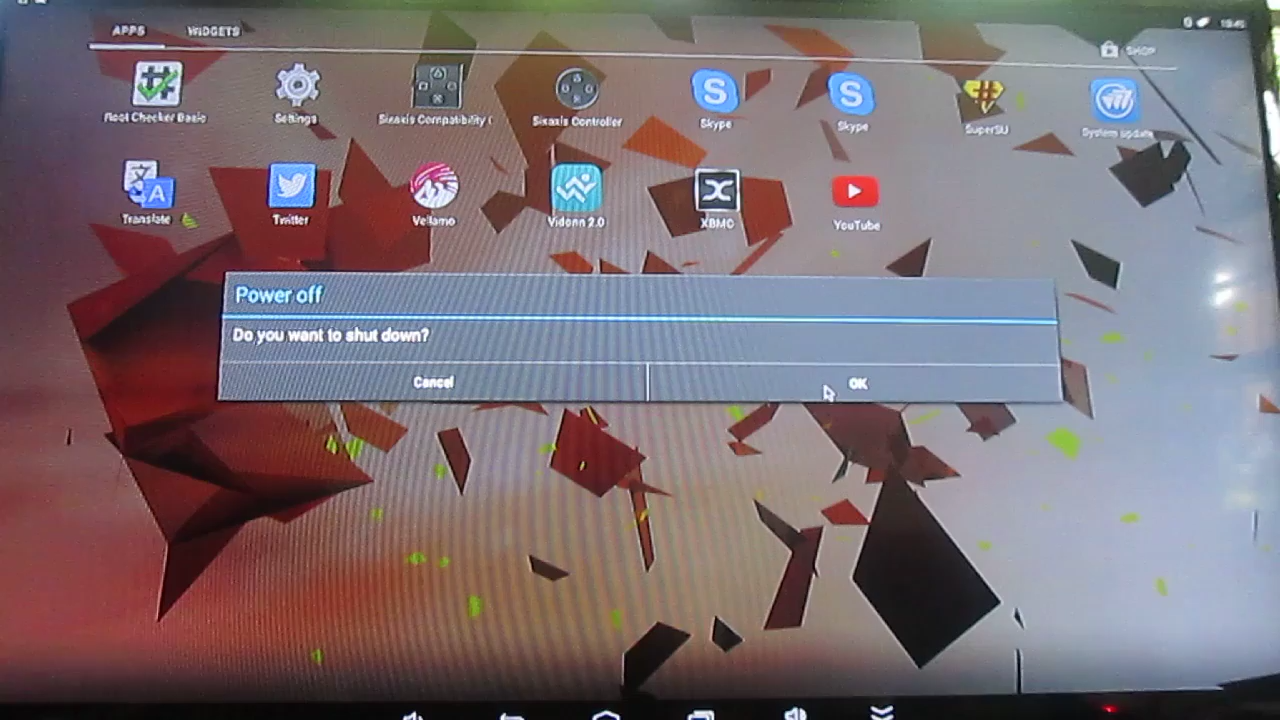 APPS WIDGETS
SHOP
Root Checker Basic Settings Sixaxis Compatibility C Sixaxis Controller Skype Skype SuperSU System update
Translate Twitter Vellamo Vidonn 2.0 XBMC YouTube
Power off
Do you want to shut down?
Cancel OK